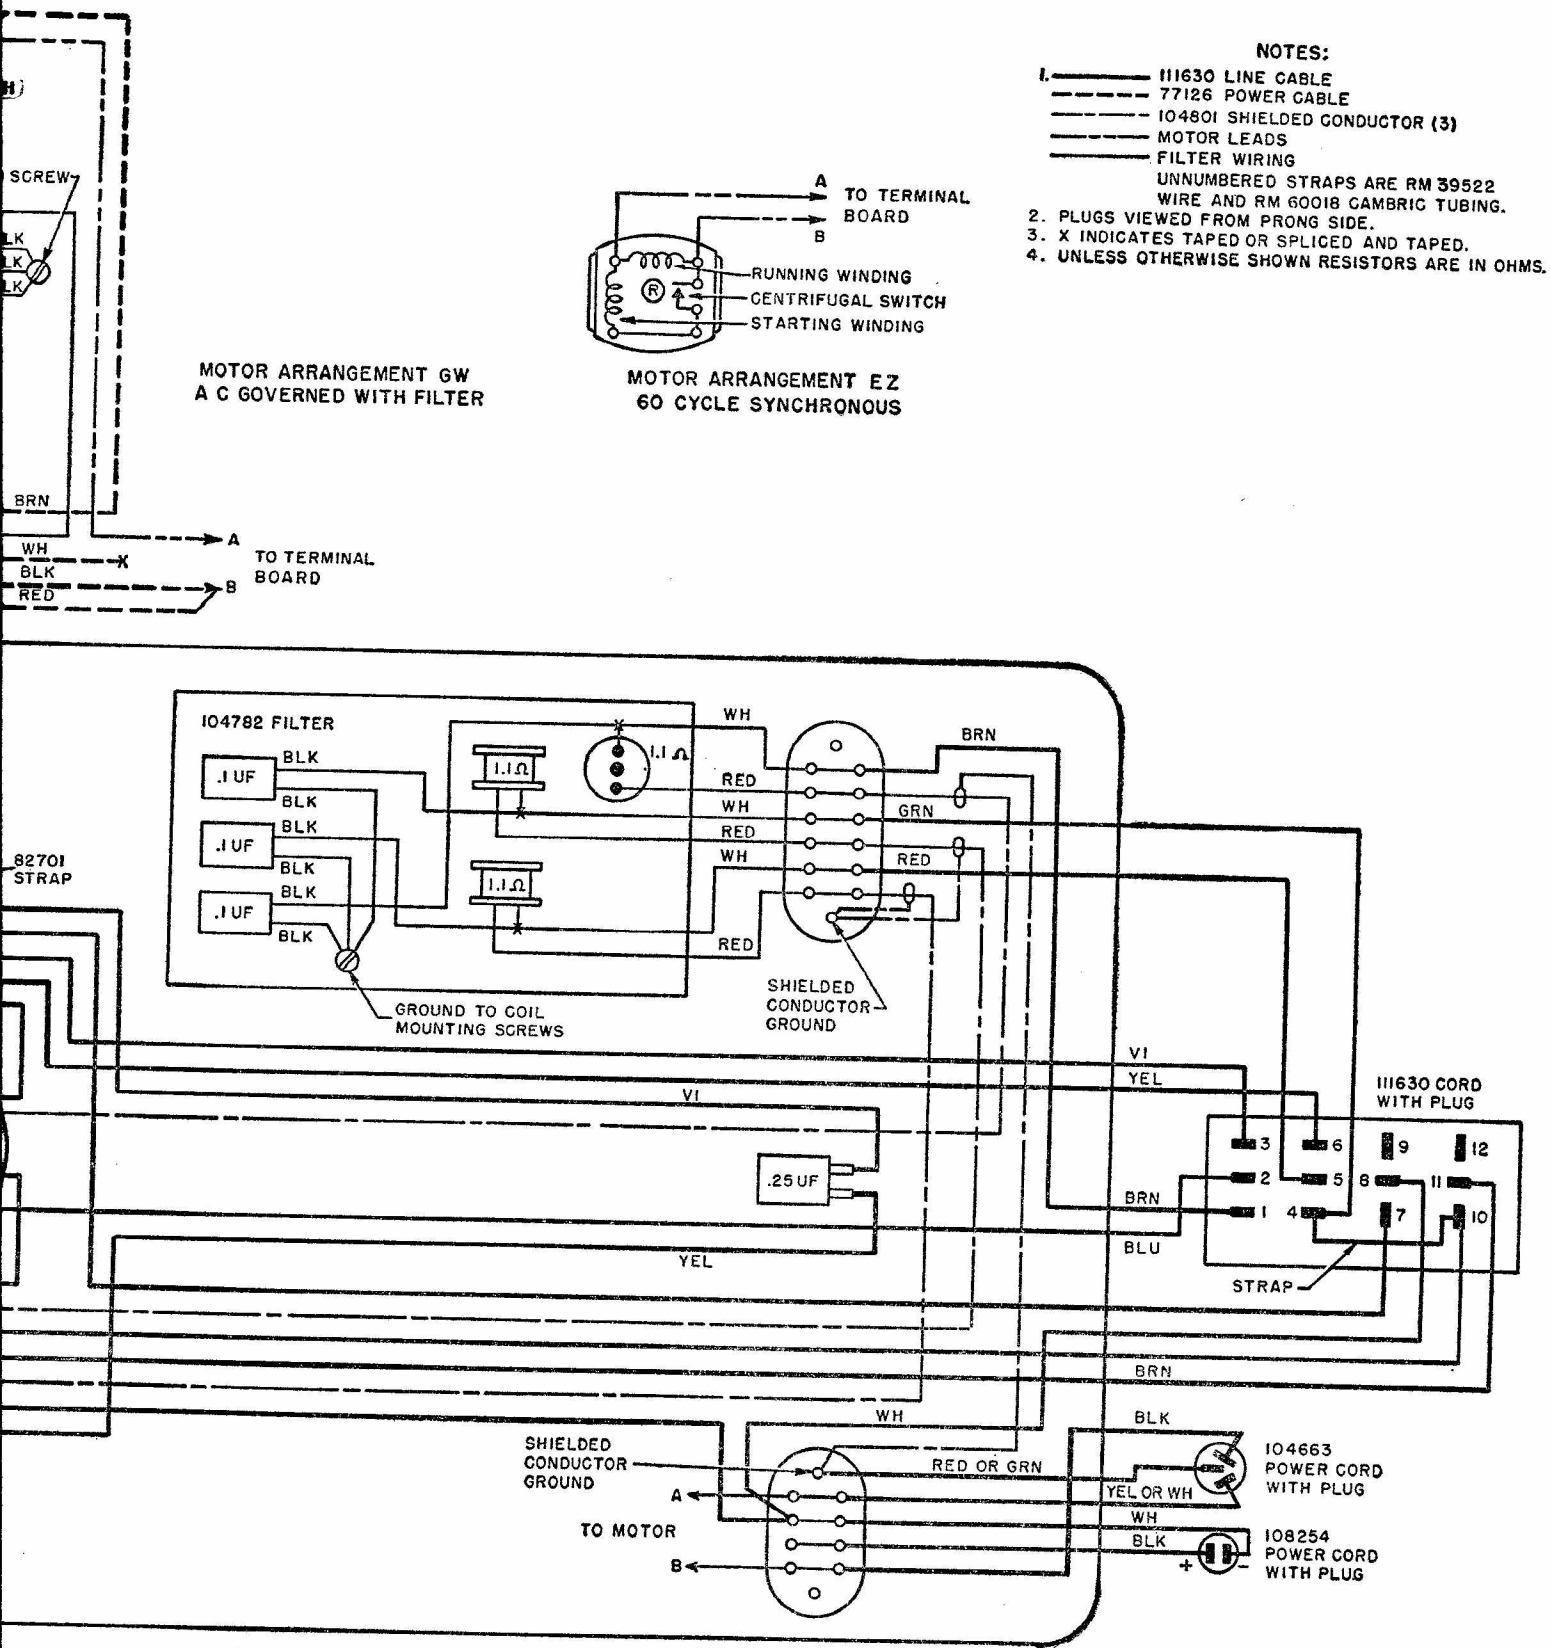 NOTES:
1. 111630 LINE CABLE
77126 POWER CABLE
104801 SHIELDED CONDUCTOR (3)
MOTOR LEADS
FILTER WIRING
UNNUMBERED STRAPS ARE RM 39522
WIRE AND RM 60018 CAMBRIC TUBING.
2. PLUGS VIEWED FROM PRONG SIDE.
3. X INDICATES TAPED OR SPLICED AND TAPED.
4. UNLESS OTHERWISE SHOWN RESISTORS ARE IN OHMS.
SCREW
LK
LK
LK
A
TO TERMINAL
BOARD
B
RUNNING WINDING
R
CENTRIFUGAL SWITCH
STARTING WINDING
MOTOR ARRANGEMENT GW
A C GOVERNED WITH FILTER
MOTOR ARRANGEMENT EZ
60 CYCLE SYNCHRONOUS
BRN
A
WH
X
TO TERMINAL
BOARD
BLK
B
RED
104782 FILTER
.1 UF
BLK
BLK
.1 UF
BLK
BLK
.1 UF
BLK
BLK
X
1.1 Ω
1.1 Ω
X
1.1 Ω
X
WH
RED
WH
RED
WH
RED
BRN
GRN
RED
82701
STRAP
GROUND TO COIL
MOUNTING SCREWS
SHIELDED
CONDUCTOR
GROUND
VI
YEL
VI
111630 CORD
WITH PLUG
3 6 9 12
2 5 8 11
1 4 7 10
.25 UF
BRN
BLU
YEL
STRAP
BRN
WH
BLK
SHIELDED
CONDUCTOR
GROUND
RED OR GRN
104663
POWER CORD
WITH PLUG
A
YEL OR WH
TO MOTOR
WH
BLK
B
+ -
108254
POWER CORD
WITH PLUG